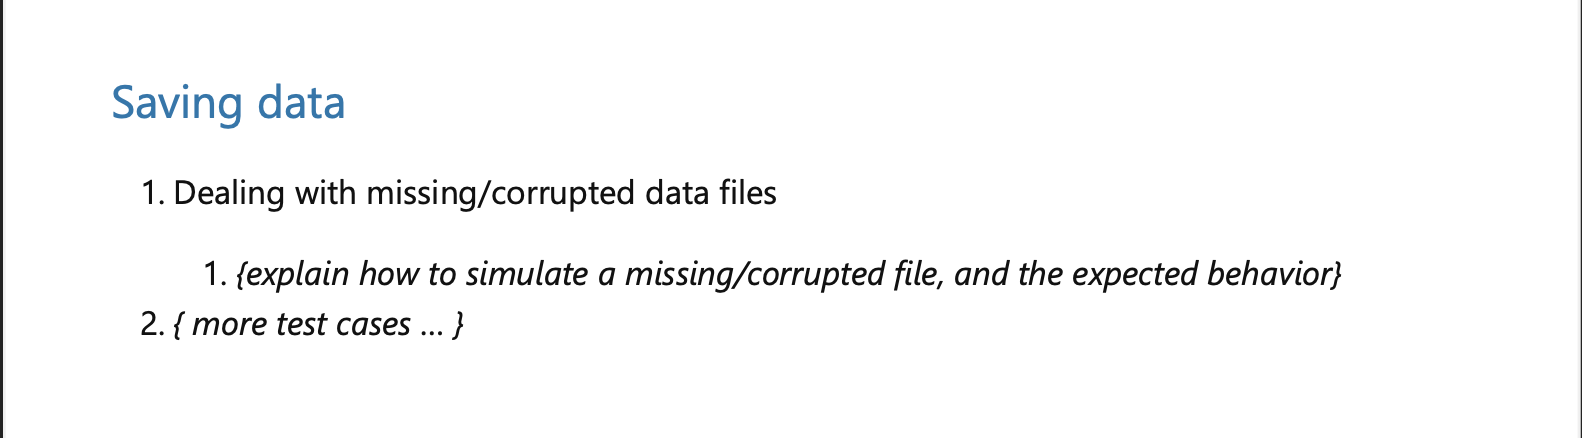 Saving data
1. Dealing with missing/corrupted data files
1. {explain how to simulate a missing/corrupted file, and the expected behavior}
2. { more test cases … }